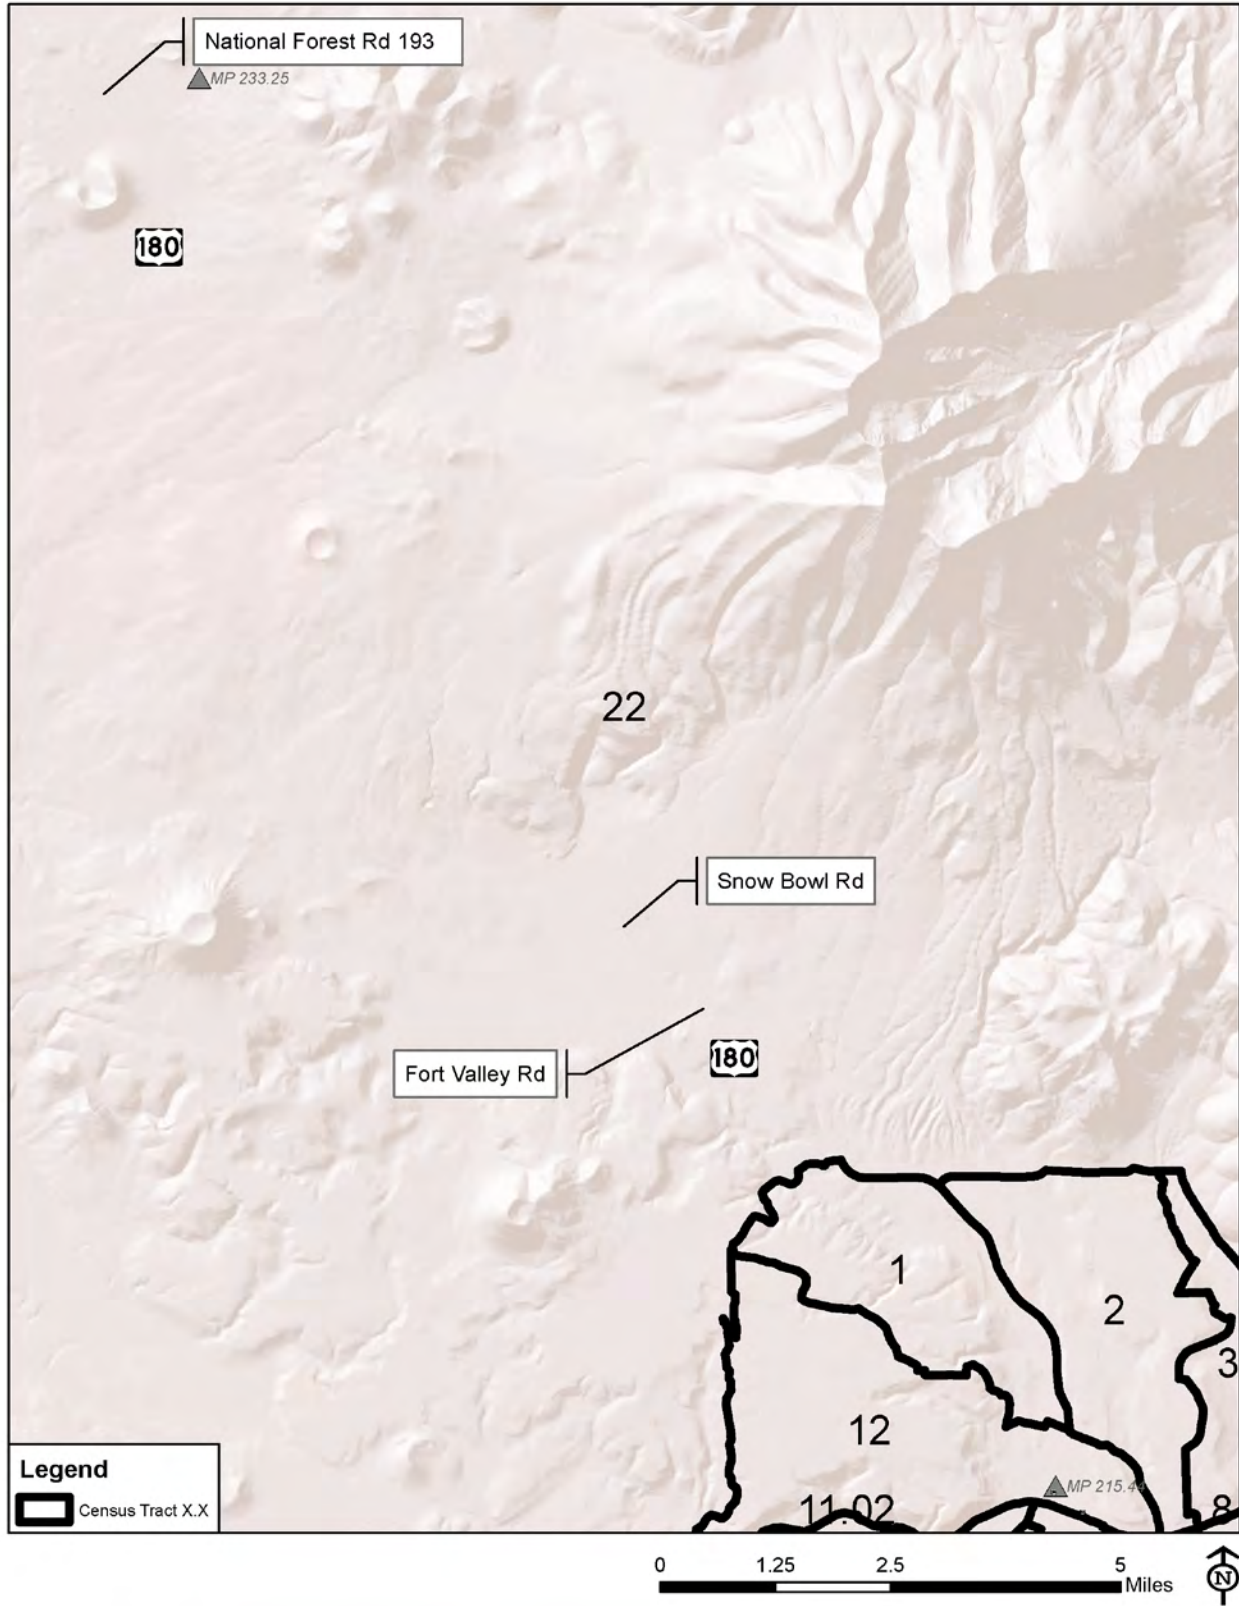 National Forest Rd 193
MP 233.25
180
22
Snow Bowl Rd
Fort Valley Rd
180
1
2
3
12
MP 215.44
11.02
8
Legend
Census Tract X.X
0 1.25 2.5 5
Miles
N